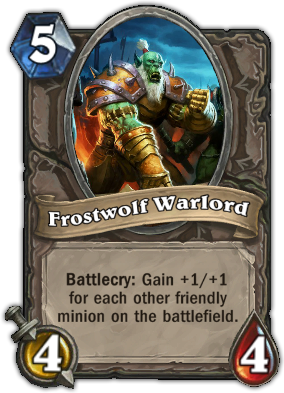 5
Frostwolf Warlord
Battlecry: Gain +1/+1
for each other friendly
minion on the battlefield.
4 4